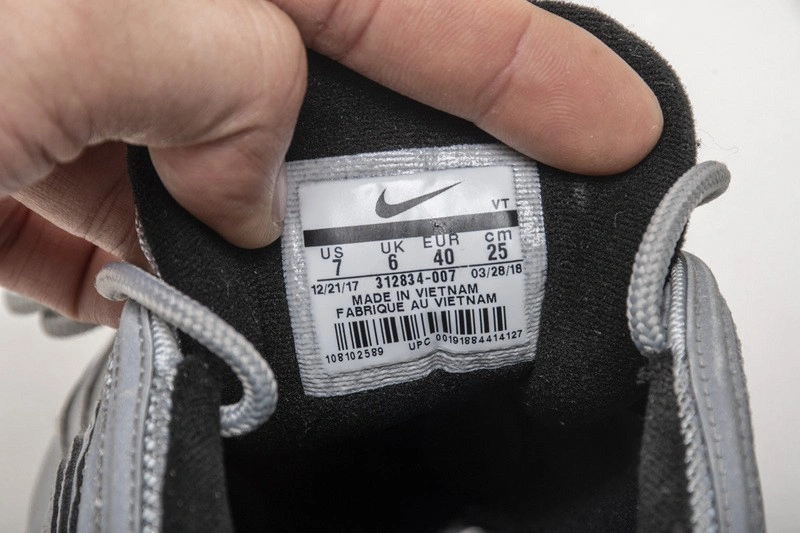 VT
US UK EUR cm
7 6 40 25
12/21/17 312834-007 03/28/18
MADE IN VIETNAM
FABRIQUE AU VIETNAM
108102589 UPC 00191884414127